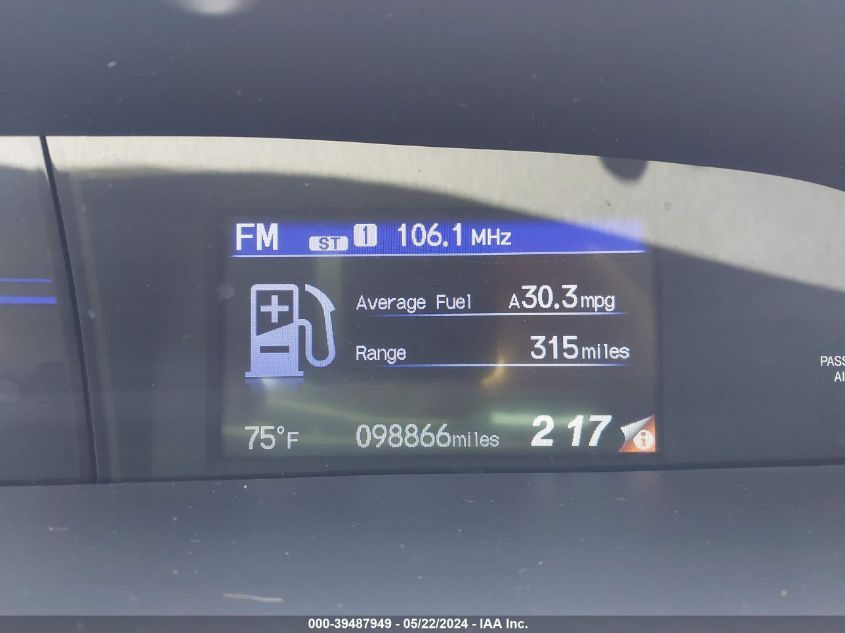 FM ST 1 106.1 MHz
Average Fuel A30.3mpg
Range 315miles
PASS
75°F 098866miles 2 17 i
000-39487949 - 05/22/2024 - IAA Inc.